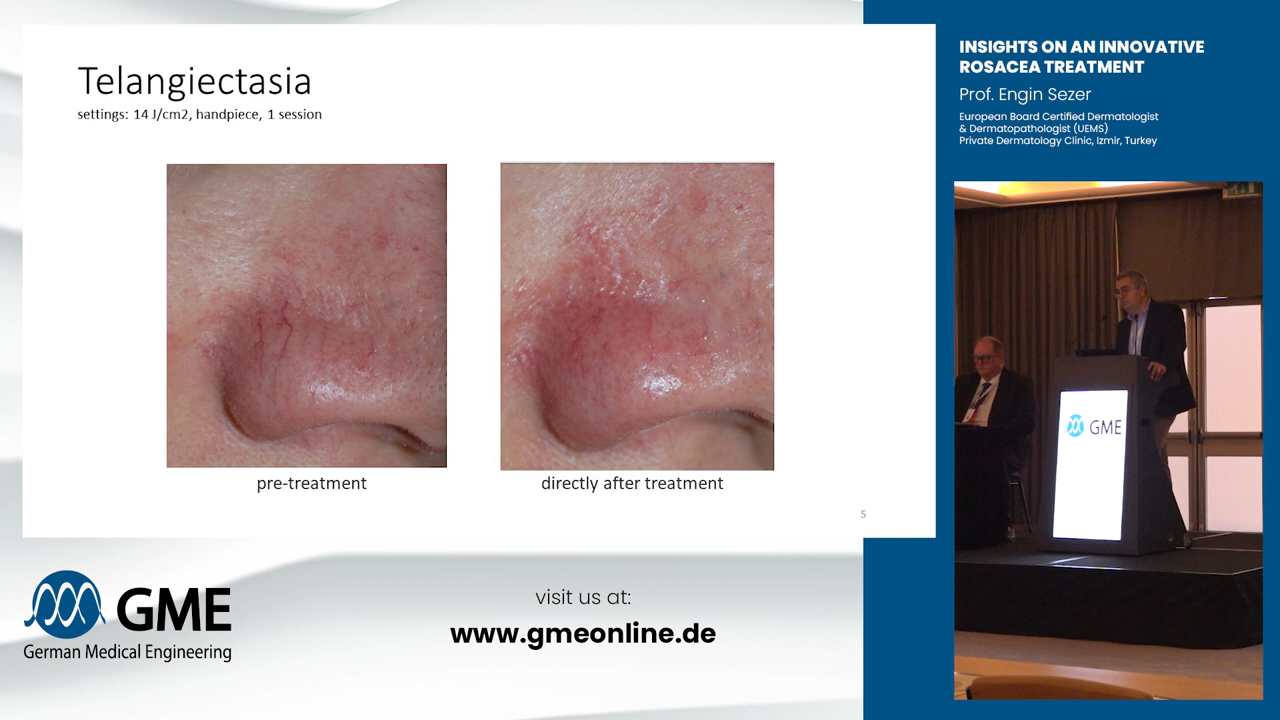 Telangiectasia
settings: 14 J/cm2, handpiece, 1 session
pre-treatment
directly after treatment
5
INSIGHTS ON AN INNOVATIVE
ROSACEA TREATMENT
Prof. Engin Sezer
European Board Certified Dermatologist
& Dermatopathologist (UEMS)
Private Dermatology Clinic, Izmir, Turkey
GME
GME
German Medical Engineering
visit us at:
www.gmeonline.de